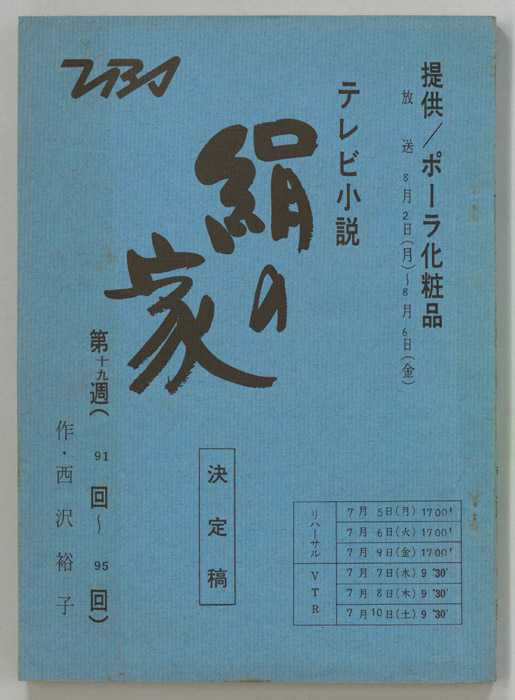 提供/ポーラ化粧品
放送 8月2日(月)~8月6日(金)
テレビ小説
TBS
絹の家
第十九週(91回~95回)
作・西沢裕子
決定稿
リハーサル
7月5日(月) 17 00'
7月6日(火) 17 00'
7月9日(金) 17 00'
VTR
7月7日(水) 9°30'
7月8日(木) 9°30'
7月10日(土) 9°30'